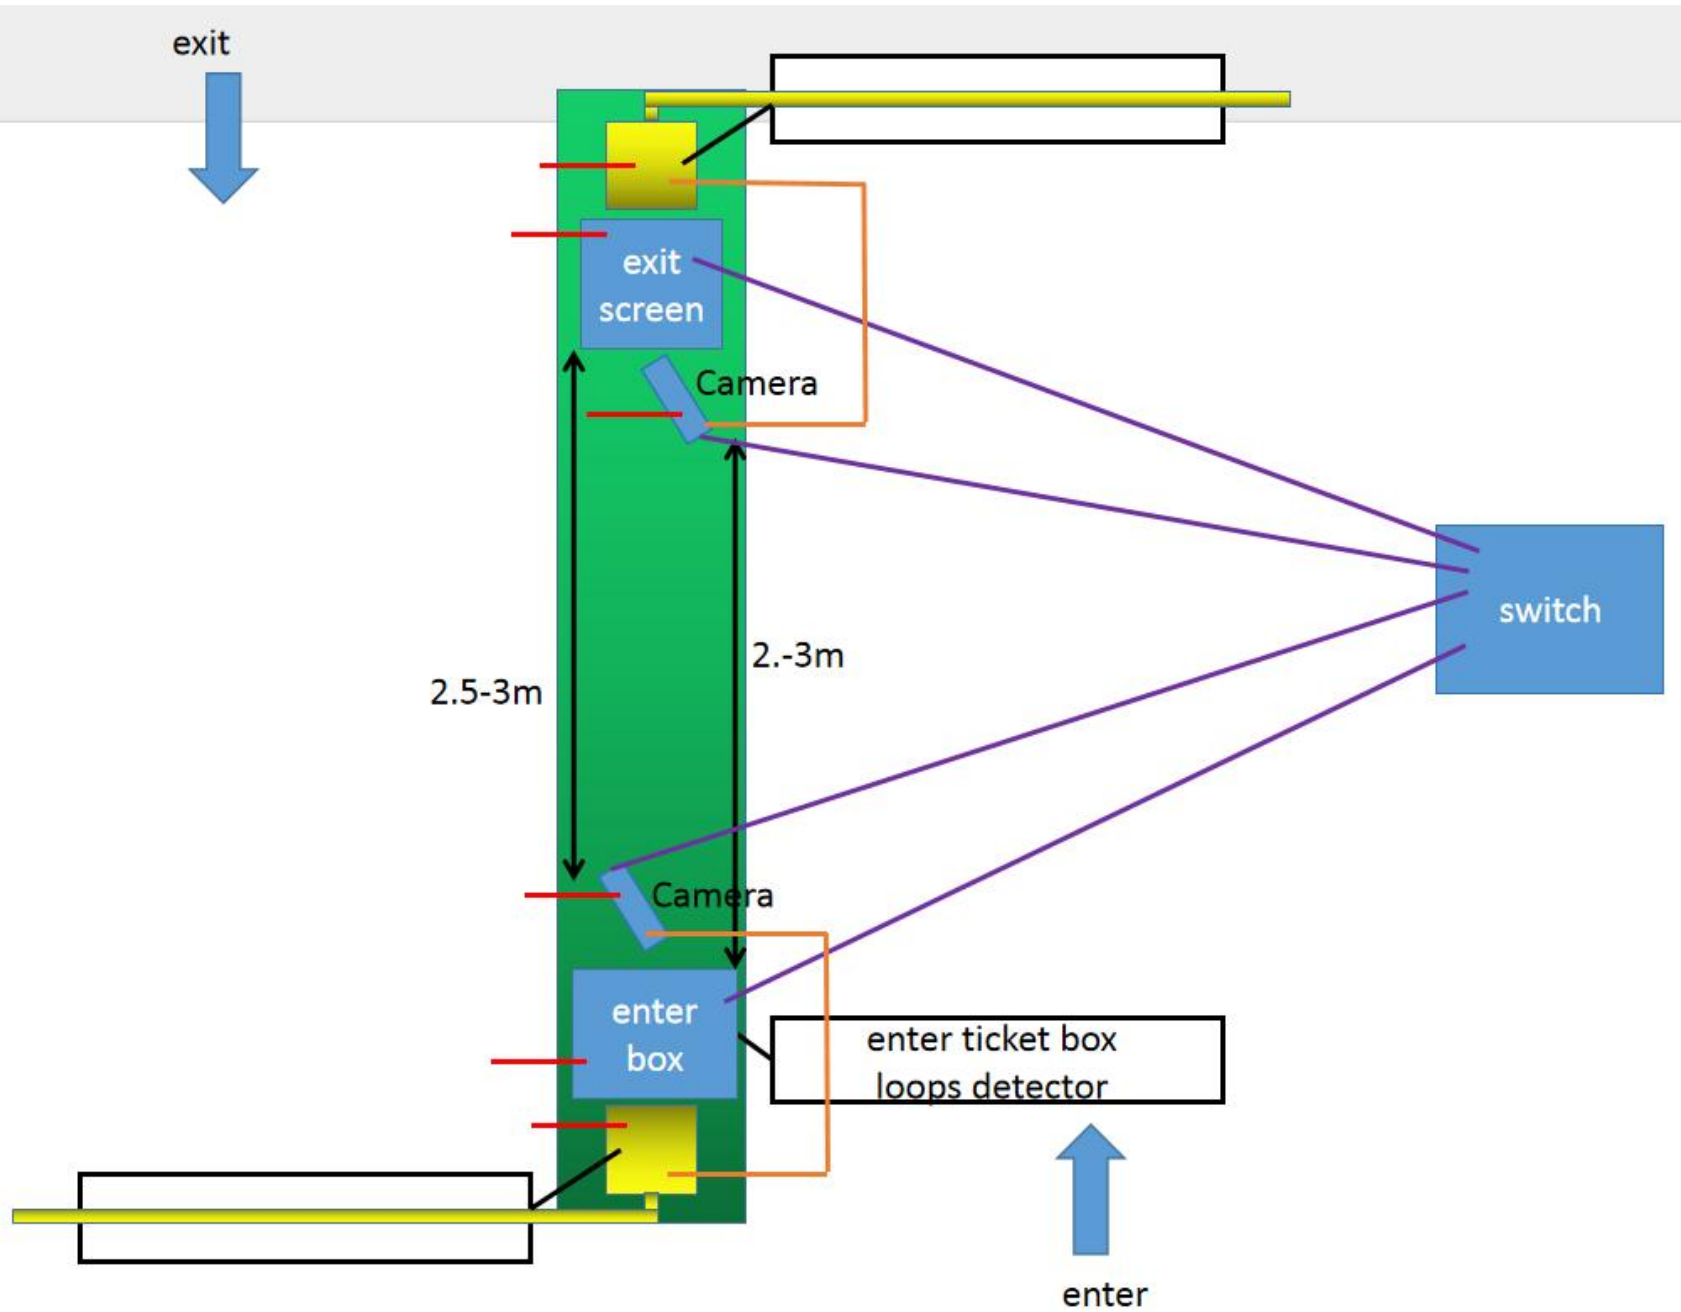 exit
exit
screen
Camera
2.-3m
2.5-3m
switch
Camera
enter
box
enter ticket box
loops detector
enter